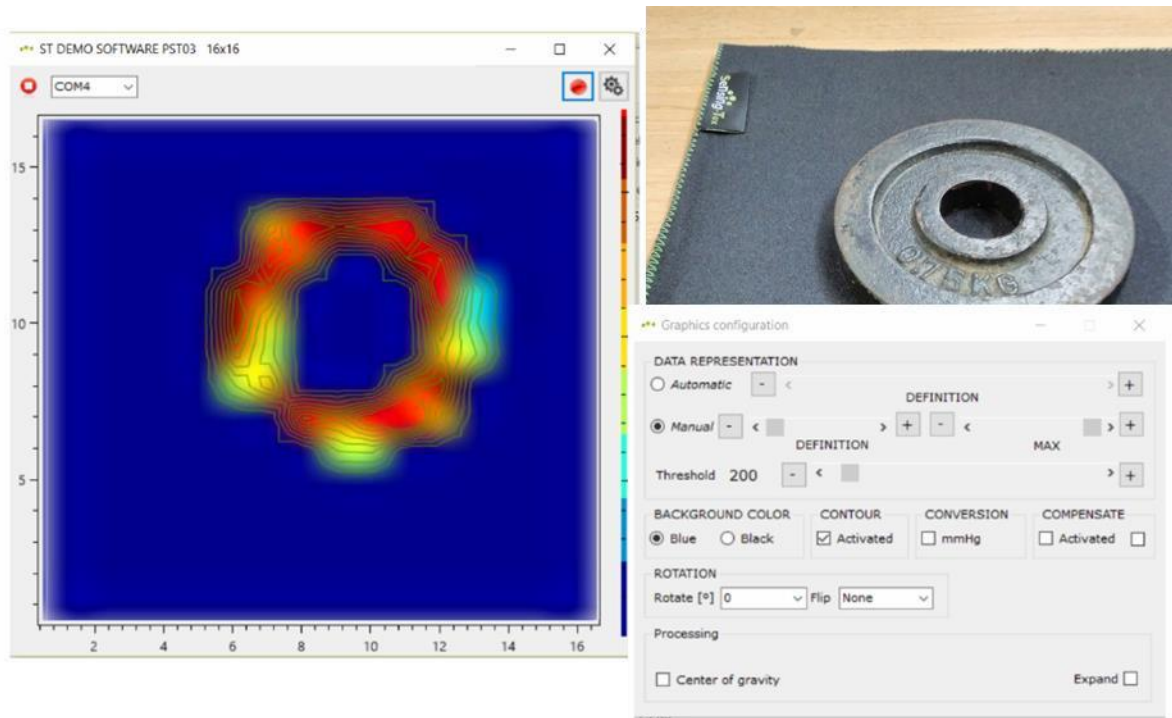 ST DEMO SOFTWARE PST03 16x16
COM4
15
10
5
2 4 6 8 10 12 14 16
SensingTex
0.75KG
Graphics configuration
DATA REPRESENTATION
Automatic - < > +
DEFINITION
Manual - < > + - < > +
DEFINITION MAX
Threshold 200 - < > +
BACKGROUND COLOR CONTOUR CONVERSION COMPENSATE
Blue Black Activated mmHg Activated
ROTATION
Rotate [°] 0 Flip None
Processing
Center of gravity Expand